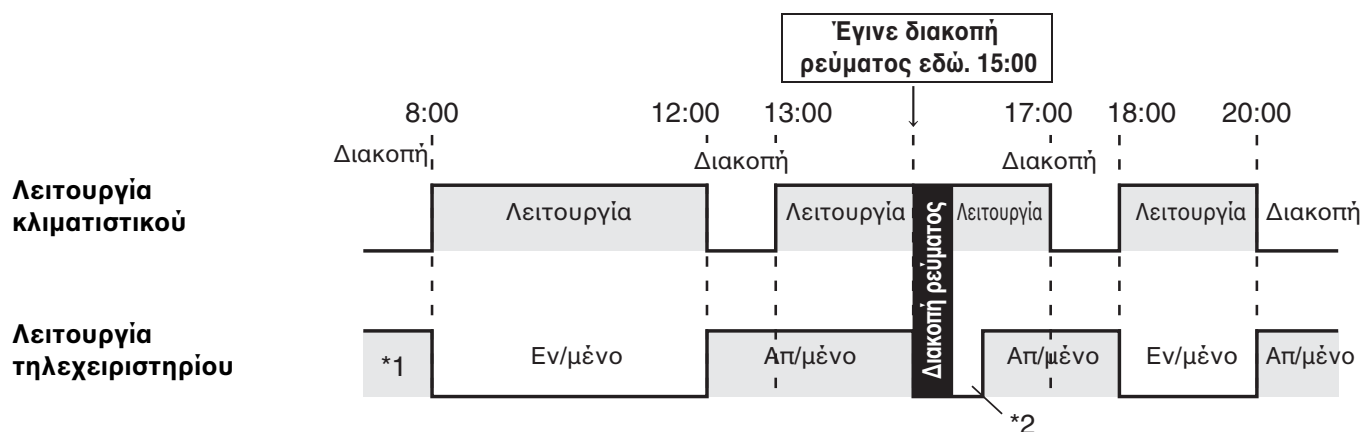 Έγινε διακοπή
ρεύματος εδώ. 15:00
8:00 12:00 13:00 17:00 18:00 20:00
Διακοπή Διακοπή Διακοπή
Λειτουργία
κλιματιστικού
Λειτουργία Λειτουργία Διακοπή ρεύματος Λειτουργία Λειτουργία Διακοπή
Λειτουργία
τηλεχειριστηρίου
*1 Εν/μένο Απ/μένο Απ/μένο Εν/μένο Απ/μένο
*2